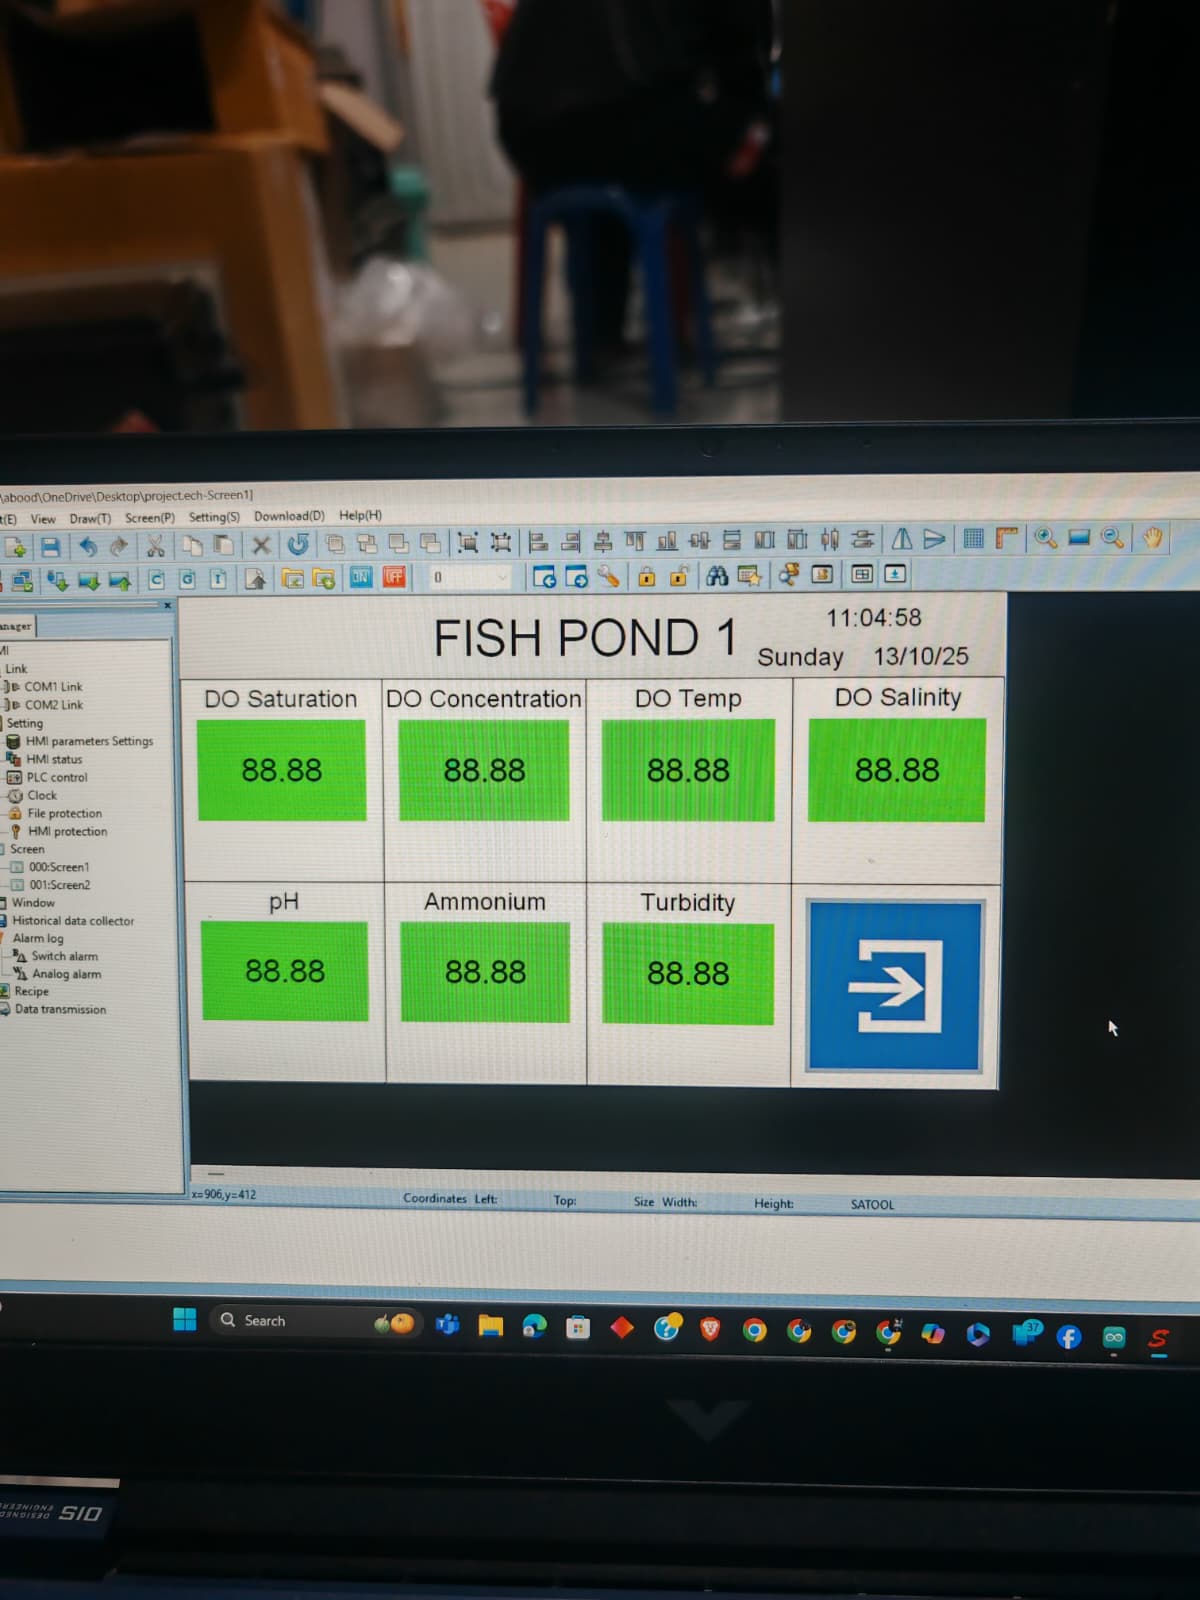 \abood\OneDrive\Desktop\project.ech-Screen1]
t(E) View Draw(T) Screen(P) Setting(S) Download(D) Help(H)
C G I ON OFF 0
anager
MI
Link
COM1 Link
COM2 Link
Setting
HMI parameters Settings
HMI status
PLC control
Clock
File protection
HMI protection
Screen
000:Screen1
001:Screen2
Window
Historical data collector
Alarm log
Switch alarm
Analog alarm
Recipe
Data transmission
FISH POND 1
11:04:58
Sunday 13/10/25
DO Saturation DO Concentration DO Temp DO Salinity
88.88 88.88 88.88 88.88
pH Ammonium Turbidity
88.88 88.88 88.88
x=906,y=412 Coordinates Left: Top: Size Width: Height: SATOOL
Search
37
SIO
DESIGNED